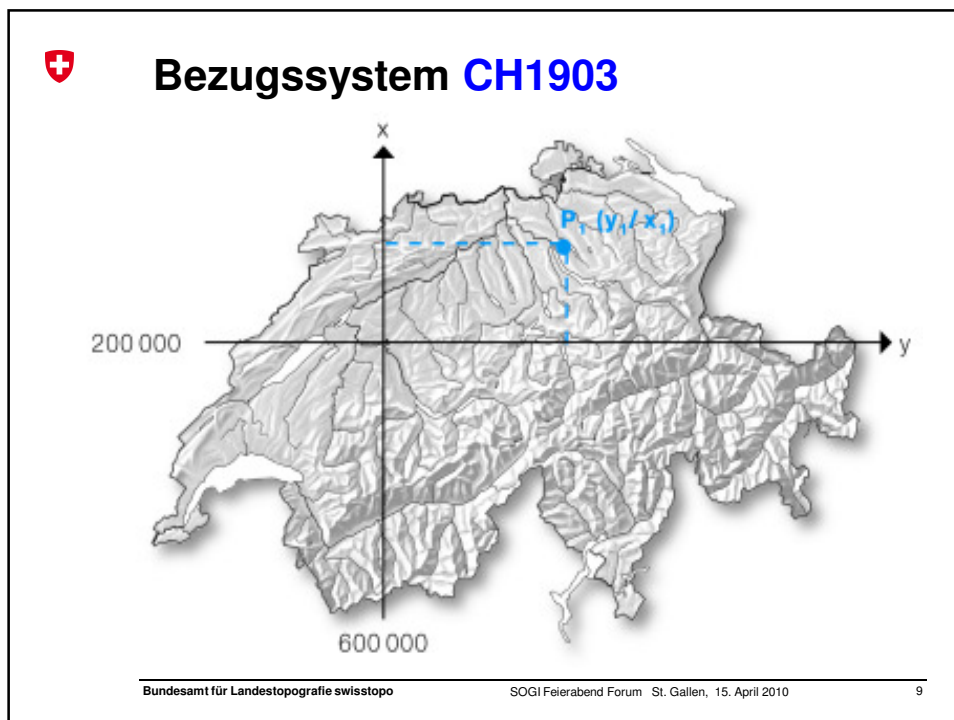 Bezugssystem CH1903
x
P₁ (y₁/ x₁)
200 000
y
600 000
Bundesamt für Landestopografie swisstopo SOGI Feierabend Forum St. Gallen, 15. April 2010 9